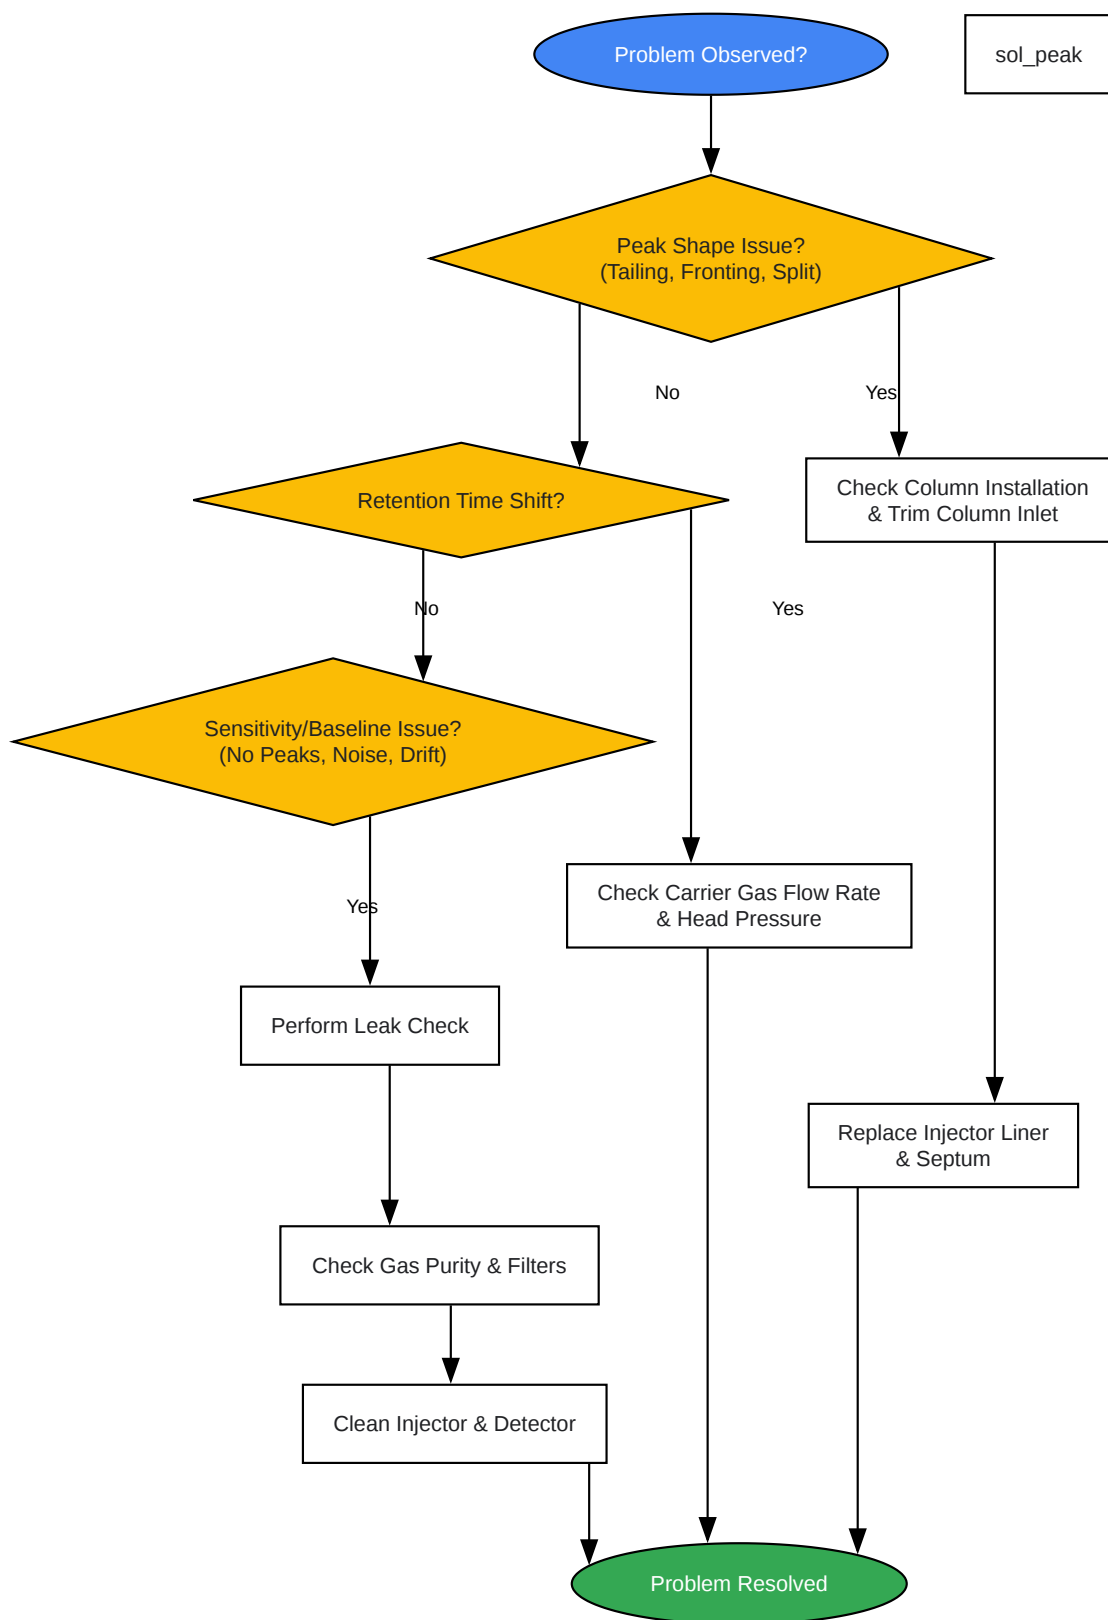 Problem Observed?
sol_peak
Peak Shape Issue?
(Tailing, Fronting, Split)
No
Yes
Retention Time Shift?
Check Column Installation
& Trim Column Inlet
No
Yes
Sensitivity/Baseline Issue?
(No Peaks, Noise, Drift)
Yes
Check Carrier Gas Flow Rate
& Head Pressure
Perform Leak Check
Replace Injector Liner
& Septum
Check Gas Purity & Filters
Clean Injector & Detector
Problem Resolved